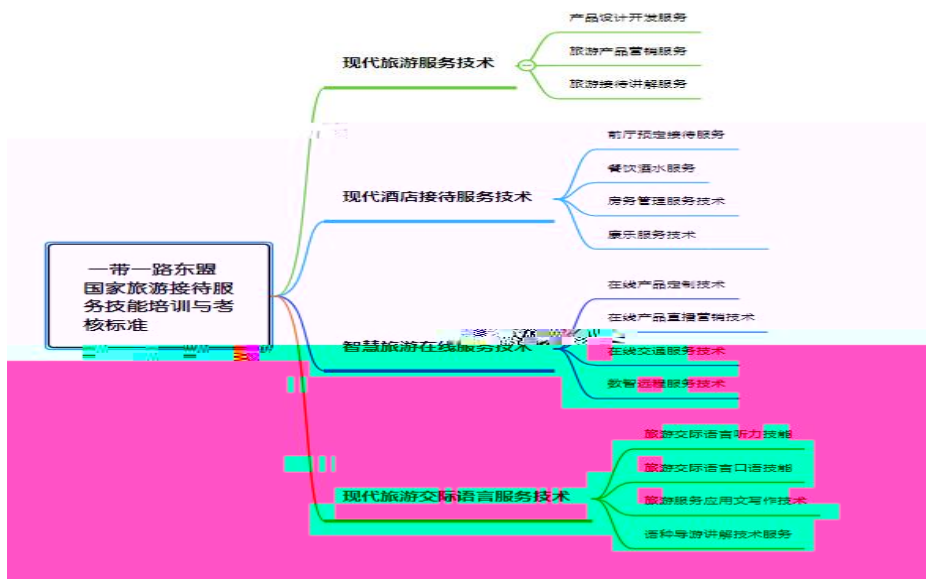 产品设计开发服务
现代旅游服务技术
旅游产品营销服务
旅游接待讲解服务
前厅预定接待服务
餐饮酒水服务
现代酒店接待服务技术
房务管理服务技术
康乐服务技术
一带一路东盟
国家旅游接待服
务技能培训与考
核标准
在线产品定制技术
在线产品直播营销技术
智慧旅游在线服务技术
在线交通服务技术
数智远程服务技术
旅游交际语言听力技能
旅游交际语言口语技能
现代旅游交际语言服务技术
旅游服务应用文写作技术
语种导游讲解技术服务